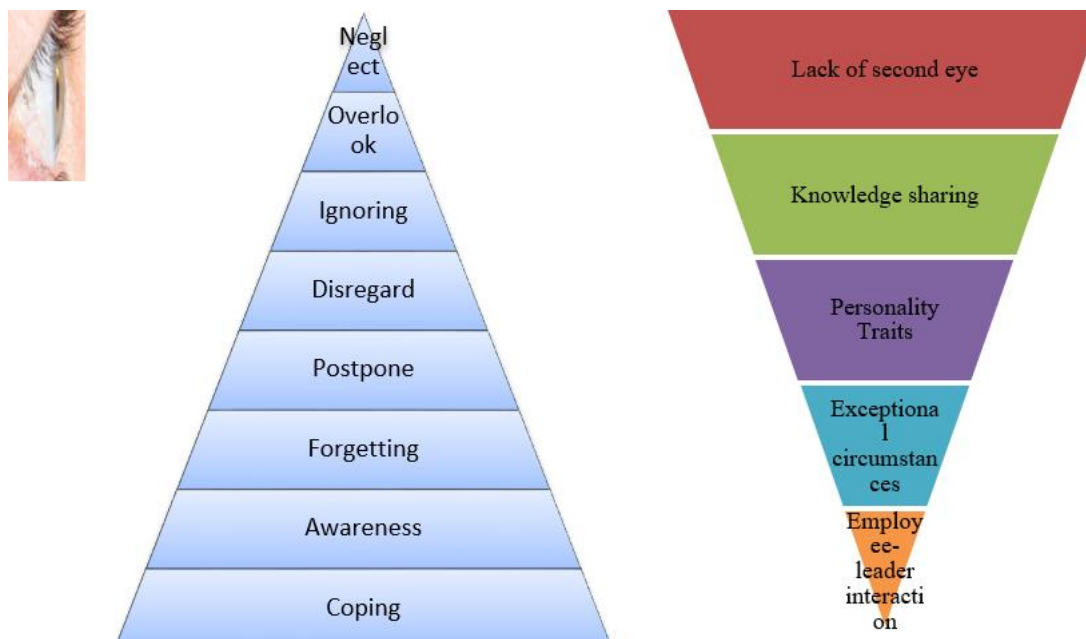 Negl
ect
Overlo
ok
Ignoring
Disregard
Postpone
Forgetting
Awareness
Coping
Lack of second eye
Knowledge sharing
Personality
Traits
Exceptiona
l
circumstan
ces
Employ
ee-
leader
interacti
on